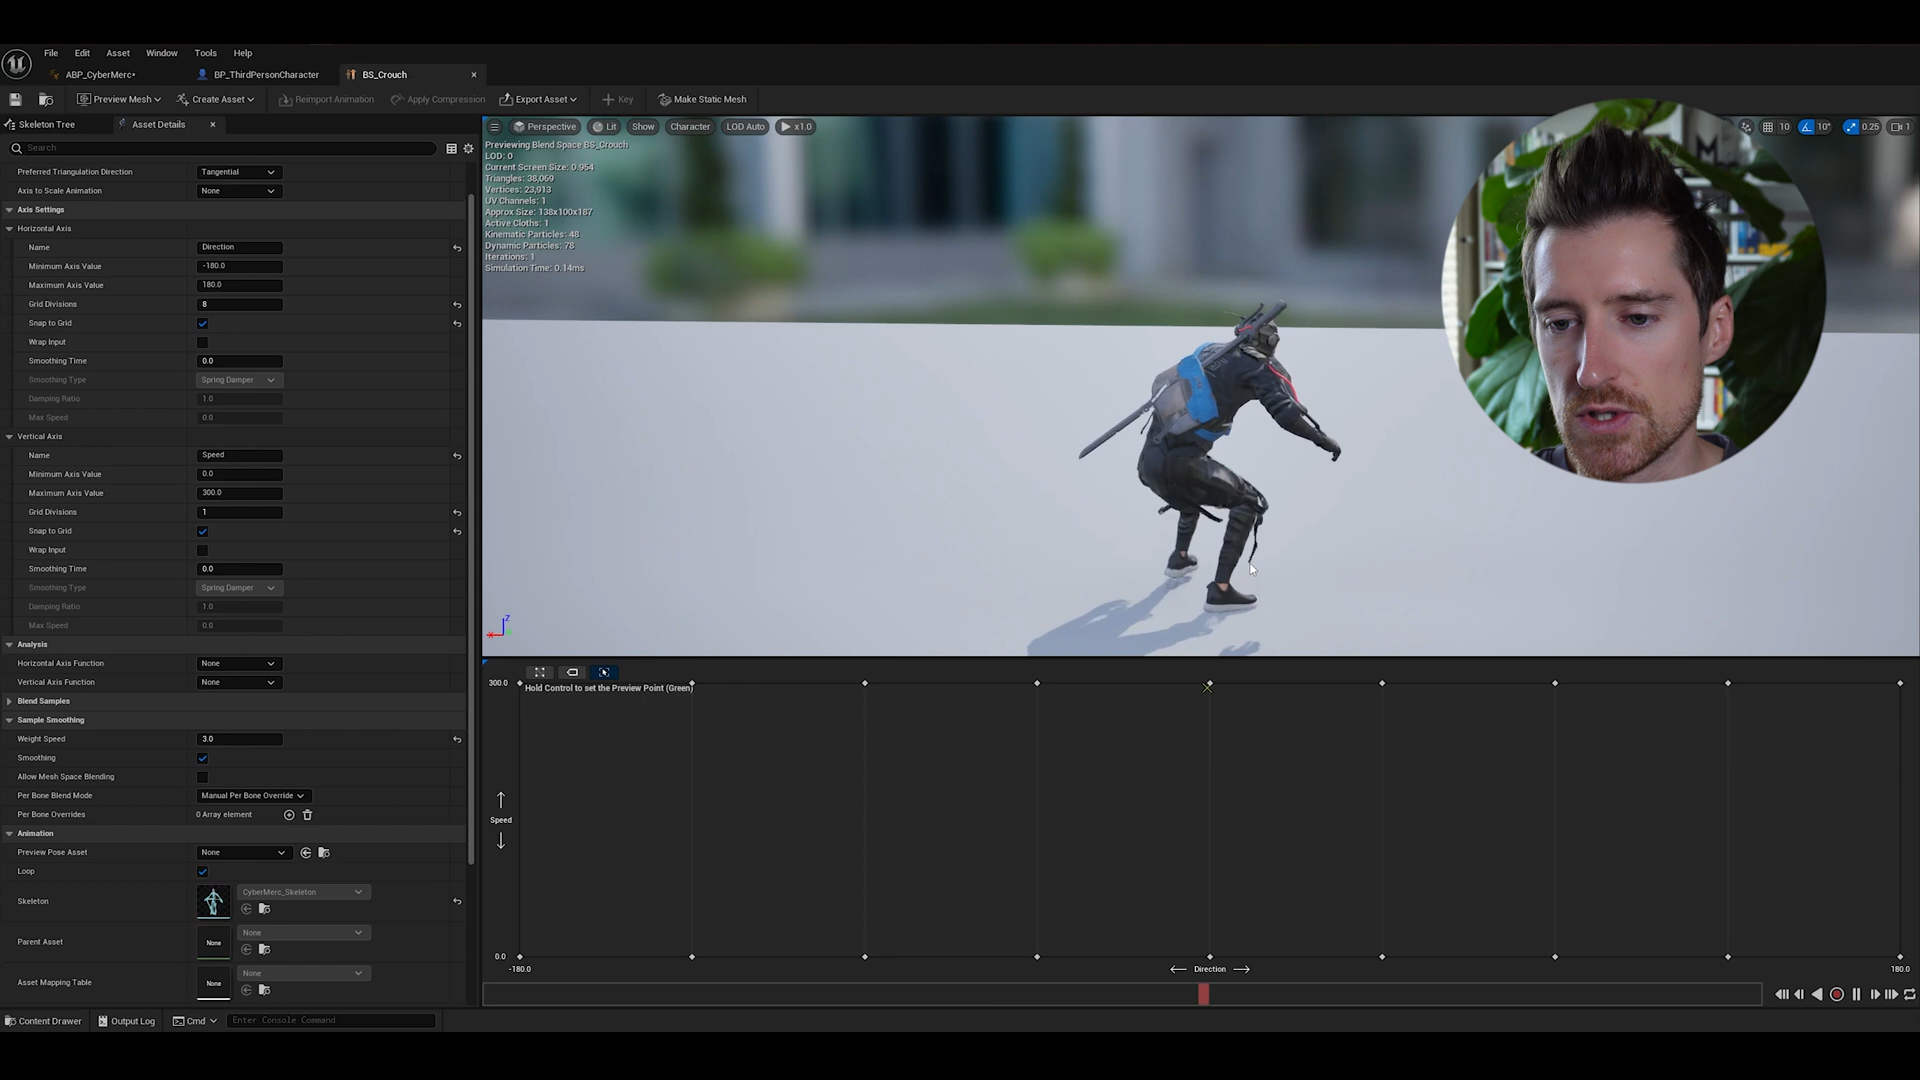 File Edit Asset Window Tools Help
ABP_CyberMerc• BP_ThirdPersonCharacter BS_Crouch
Preview Mesh Create Asset Reimport Animation Apply Compression Export Asset Key Make Static Mesh
Skeleton Tree Asset Details
Search
Preferred Triangulation Direction Tangential
Axis to Scale Animation None
Axis Settings
Horizontal Axis
Name Direction
Minimum Axis Value -180.0
Maximum Axis Value 180.0
Grid Divisions 8
Snap to Grid
Wrap Input
Smoothing Time 0.0
Smoothing Type Spring Damper
Damping Ratio 1.0
Max Speed 0.0
Vertical Axis
Name Speed
Minimum Axis Value 0.0
Maximum Axis Value 300.0
Grid Divisions 1
Snap to Grid
Wrap Input
Smoothing Time 0.0
Smoothing Type Spring Damper
Damping Ratio 1.0
Max Speed 0.0
Analysis
Horizontal Axis Function None
Vertical Axis Function None
Blend Samples
Sample Smoothing
Weight Speed 3.0
Smoothing
Allow Mesh Space Blending
Per Bone Blend Mode Manual Per Bone Override
Per Bone Overrides 0 Array element
Animation
Preview Pose Asset None
Loop
Skeleton CyberMerc_Skeleton
Parent Asset None None
Asset Mapping Table None None
Perspective Lit Show Character LOD Auto x1.0 10 10° 0.25 1
Previewing Blend Space BS_Crouch
LOD: 0
Current Screen Size: 0.954
Triangles: 38,069
Vertices: 23,913
UV Channels: 1
Approx Size: 138x100x187
Active Cloths: 1
Kinematic Particles: 48
Dynamic Particles: 78
Iterations: 1
Simulation Time: 0.14ms
Z
X
300.0
Hold Control to set the Preview Point (Green)
Speed
0.0
-180.0 Direction 180.0
Content Drawer Output Log Cmd Enter Console Command